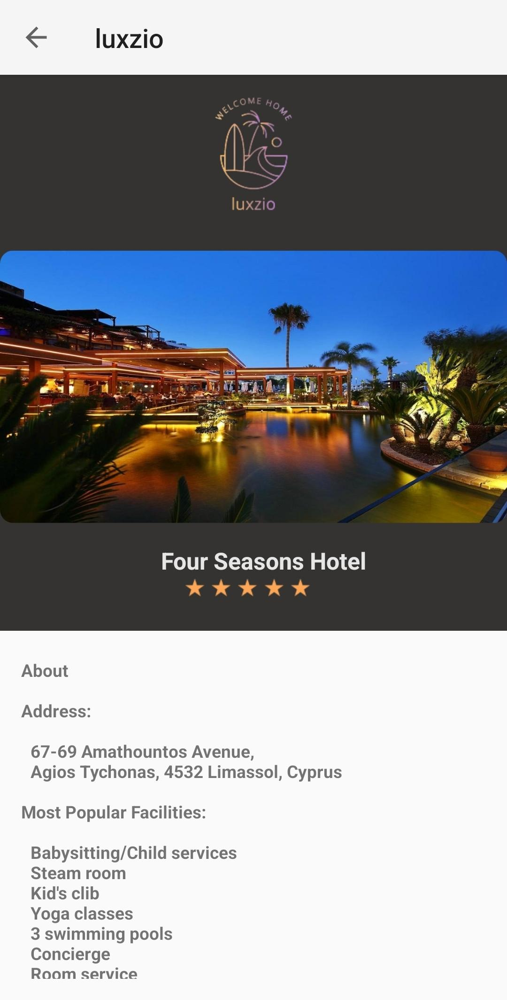 luxzio
WELCOME HOME
luxzio
Four Seasons Hotel
About
Address:
67-69 Amathountos Avenue,
Agios Tychonas, 4532 Limassol, Cyprus
Most Popular Facilities:
Babysitting/Child services
Steam room
Kid's clib
Yoga classes
3 swimming pools
Concierge
Room service